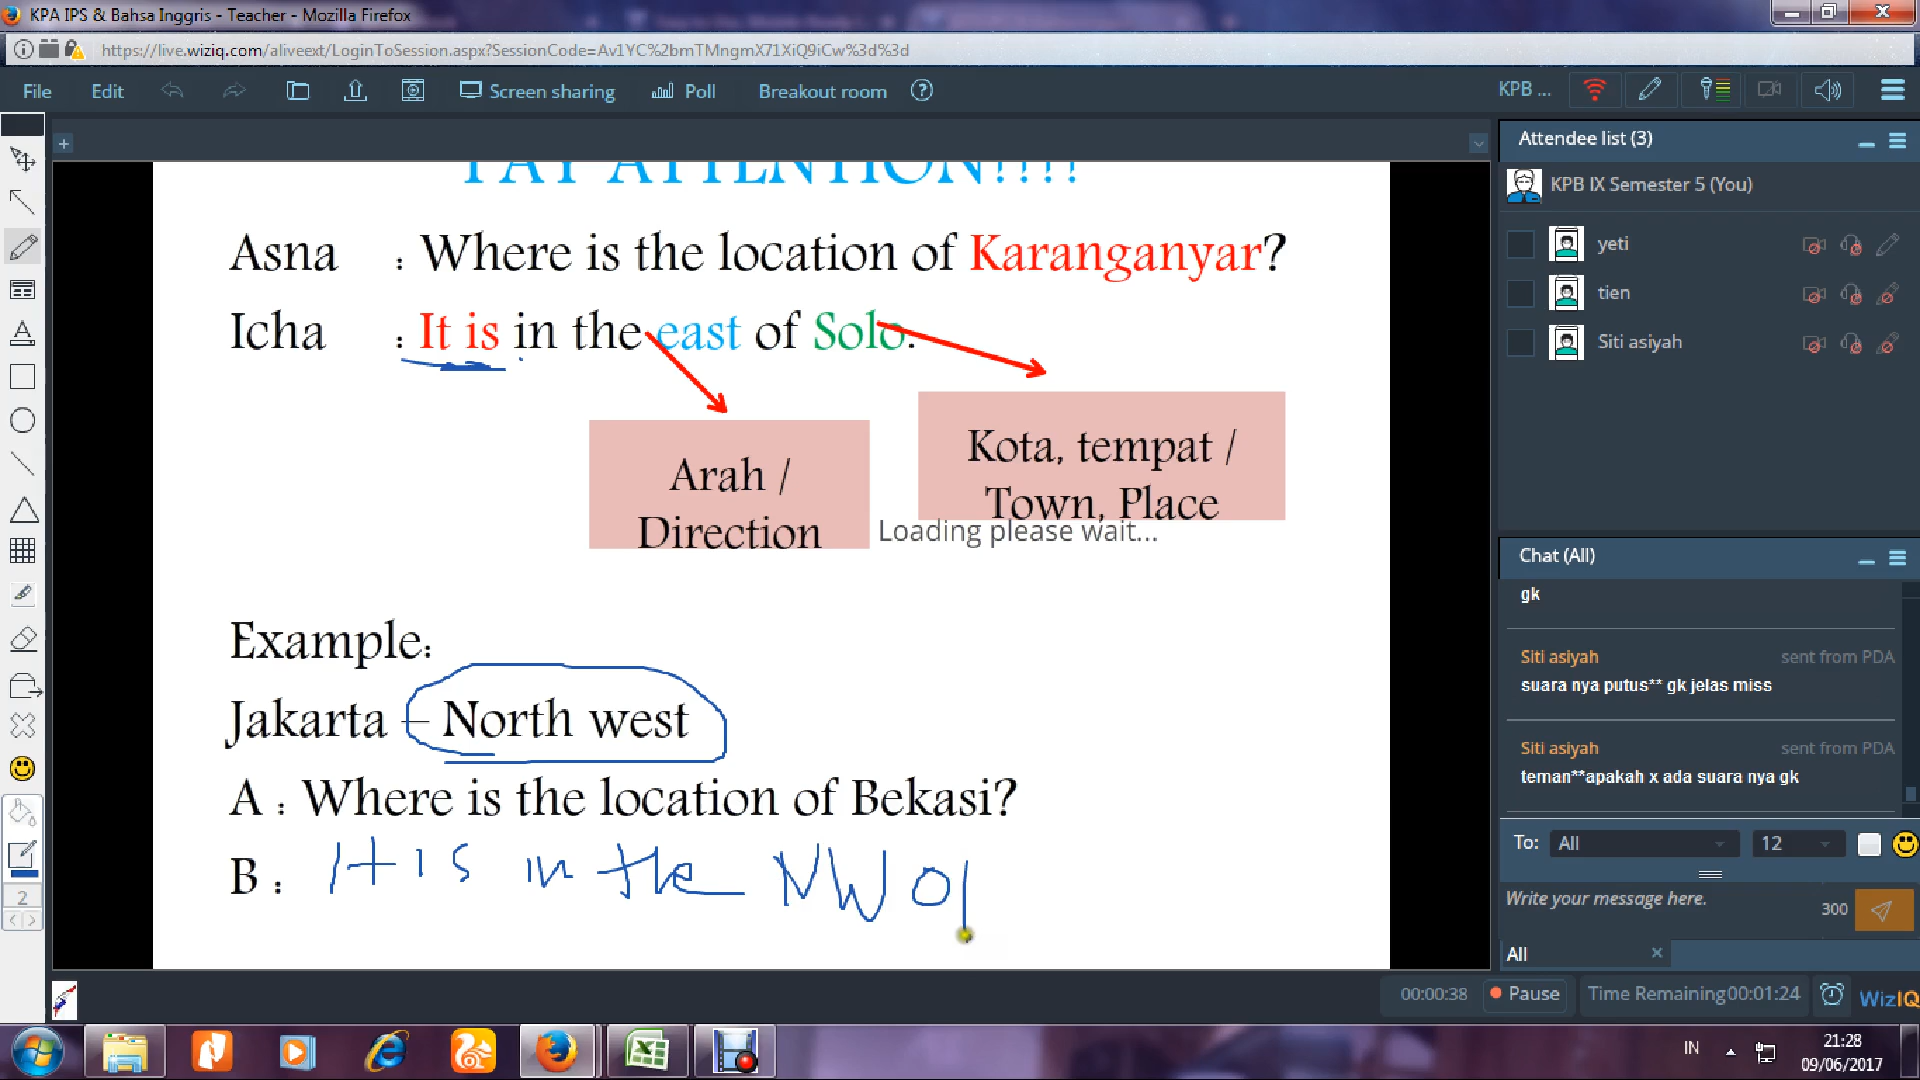 KPA IPS & Bahsa Inggris - Teacher - Mozilla Firefox
https://live.wiziq.com/aliveext/LoginToSession.aspx?SessionCode=Av1YC%2bmTMngmX71XiQ9iCw%3d%3d
File Edit Screen sharing Poll Breakout room ? KPB ...
PAY ATTENTION!!!!
Asna : Where is the location of Karanganyar?
Icha : It is in the east of Solo.
Arah /
Direction
Kota, tempat /
Town, Place
Loading please wait...
Example:
Jakarta – North west
A : Where is the location of Bekasi?
B : It is in the NW of
2
Attendee list (3)
KPB IX Semester 5 (You)
yeti
tien
Siti asiyah
Chat (All)
gk
Siti asiyah sent from PDA
suara nya putus** gk jelas miss
Siti asiyah sent from PDA
teman**apakah x ada suara nya gk
To: All 12
Write your message here. 300
All
00:00:38 Pause Time Remaining00:01:24 WizIQ
IN 21:28
09/06/2017